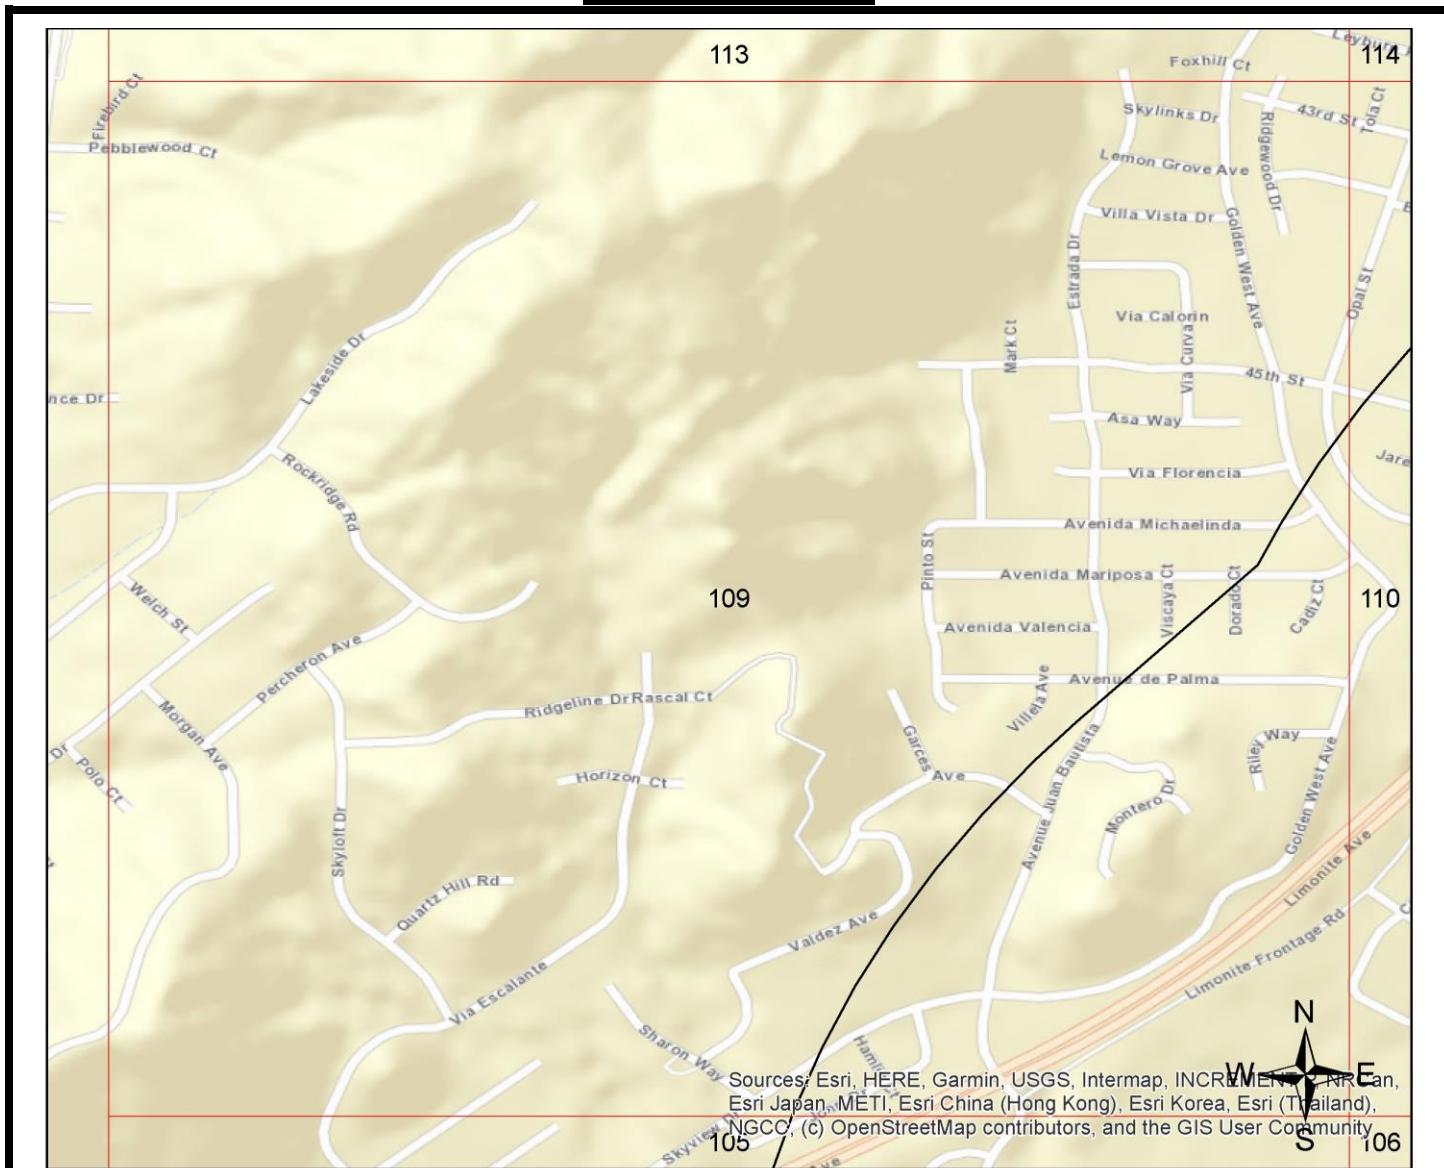 113
114
Foxhill Ct
Firebird Ct
Pebblewood Ct
Skylinks Dr
43rd St
Tola Ct
Ridgewood Dr
Lemon Grove Ave
Villa Vista Dr
Golden West Ave
Estrada Dr
Opal St
Via Calorin
Via Curva
Mark Ct
Lakeside Dr
45th St
nce Dr
Asa Way
Jare
Via Florencia
Rockridge Rd
Avenida Michaelinda
Pinto St
Avenida Mariposa
Viscaya Ct
Dorado Ct
Cadiz Ct
109
110
Welch St
Avenida Valencia
Percheron Ave
Avenue de Palma
Villela Ave
Ridgeline Dr
Rascal Ct
Morgan Ave
Garces Ave
Avenue Juan Bautista
Riley Way
Golden West Ave
Dr
Polo Ct
Horizon Ct
Montero Dr
Skyloft Dr
Limonite Ave
Quartz Hill Rd
Valdez Ave
Limonite Frontage Rd
Via Escalante
Sharon Way
N
W
E
S
Sources: Esri, HERE, Garmin, USGS, Intermap, INCREMENT
Esri Japan, METI, Esri China (Hong Kong), Esri Korea, Esri (Thailand),
NGCC, (c) OpenStreetMap contributors, and the GIS User Community
Skyview Dr
105
106
Ave